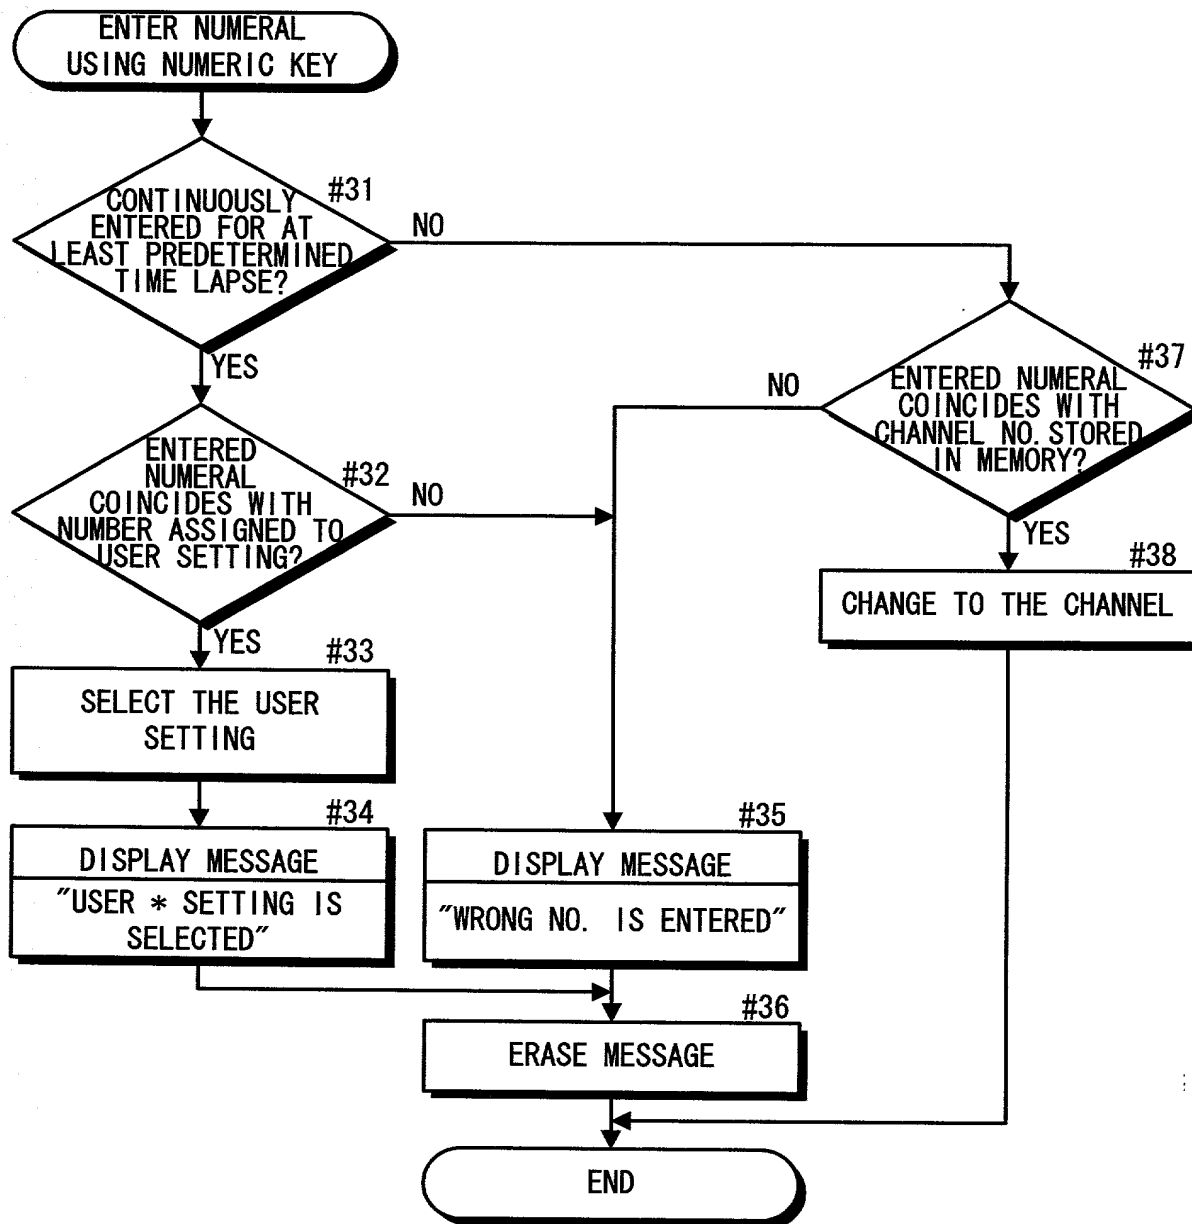 ENTER NUMERAL
USING NUMERIC KEY
#31
CONTINUOUSLY
ENTERED FOR AT
LEAST PREDETERMINED
TIME LAPSE?
NO
YES
#37
ENTERED NUMERAL
COINCIDES WITH
CHANNEL NO. STORED
IN MEMORY?
NO
YES
#32
ENTERED
NUMERAL
COINCIDES WITH
NUMBER ASSIGNED TO
USER SETTING?
NO
YES
#38
CHANGE TO THE CHANNEL
#33
SELECT THE USER
SETTING
#34
DISPLAY MESSAGE
"USER * SETTING IS
SELECTED"
#35
DISPLAY MESSAGE
"WRONG NO. IS ENTERED"
#36
ERASE MESSAGE
END